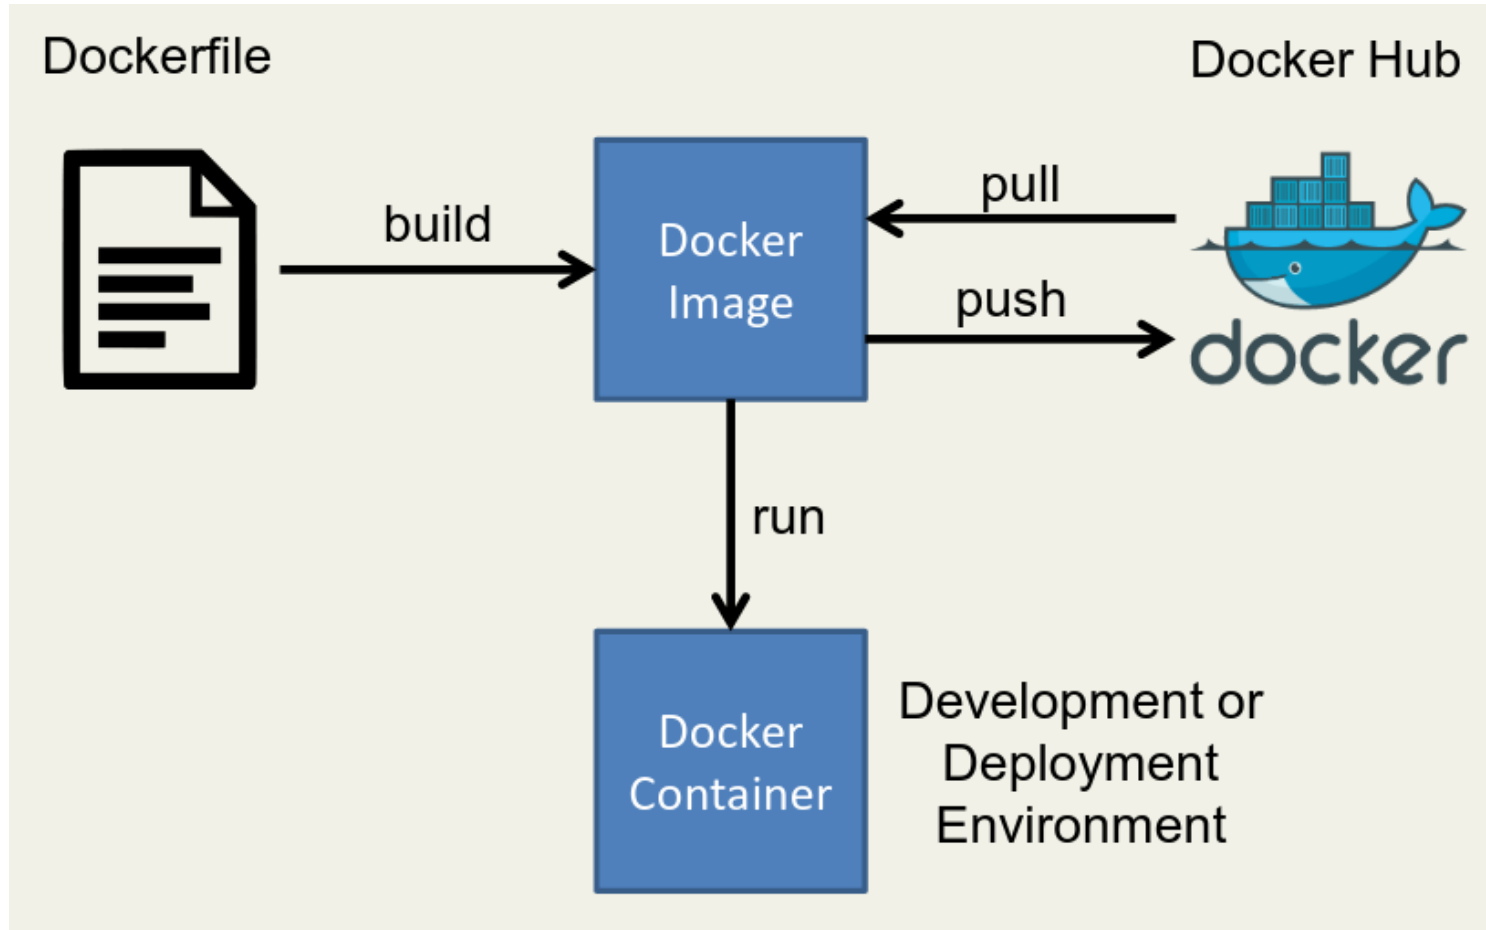 Dockerfile
Docker Hub
build
Docker
Image
pull
push
docker
run
Docker
Container
Development or
Deployment
Environment